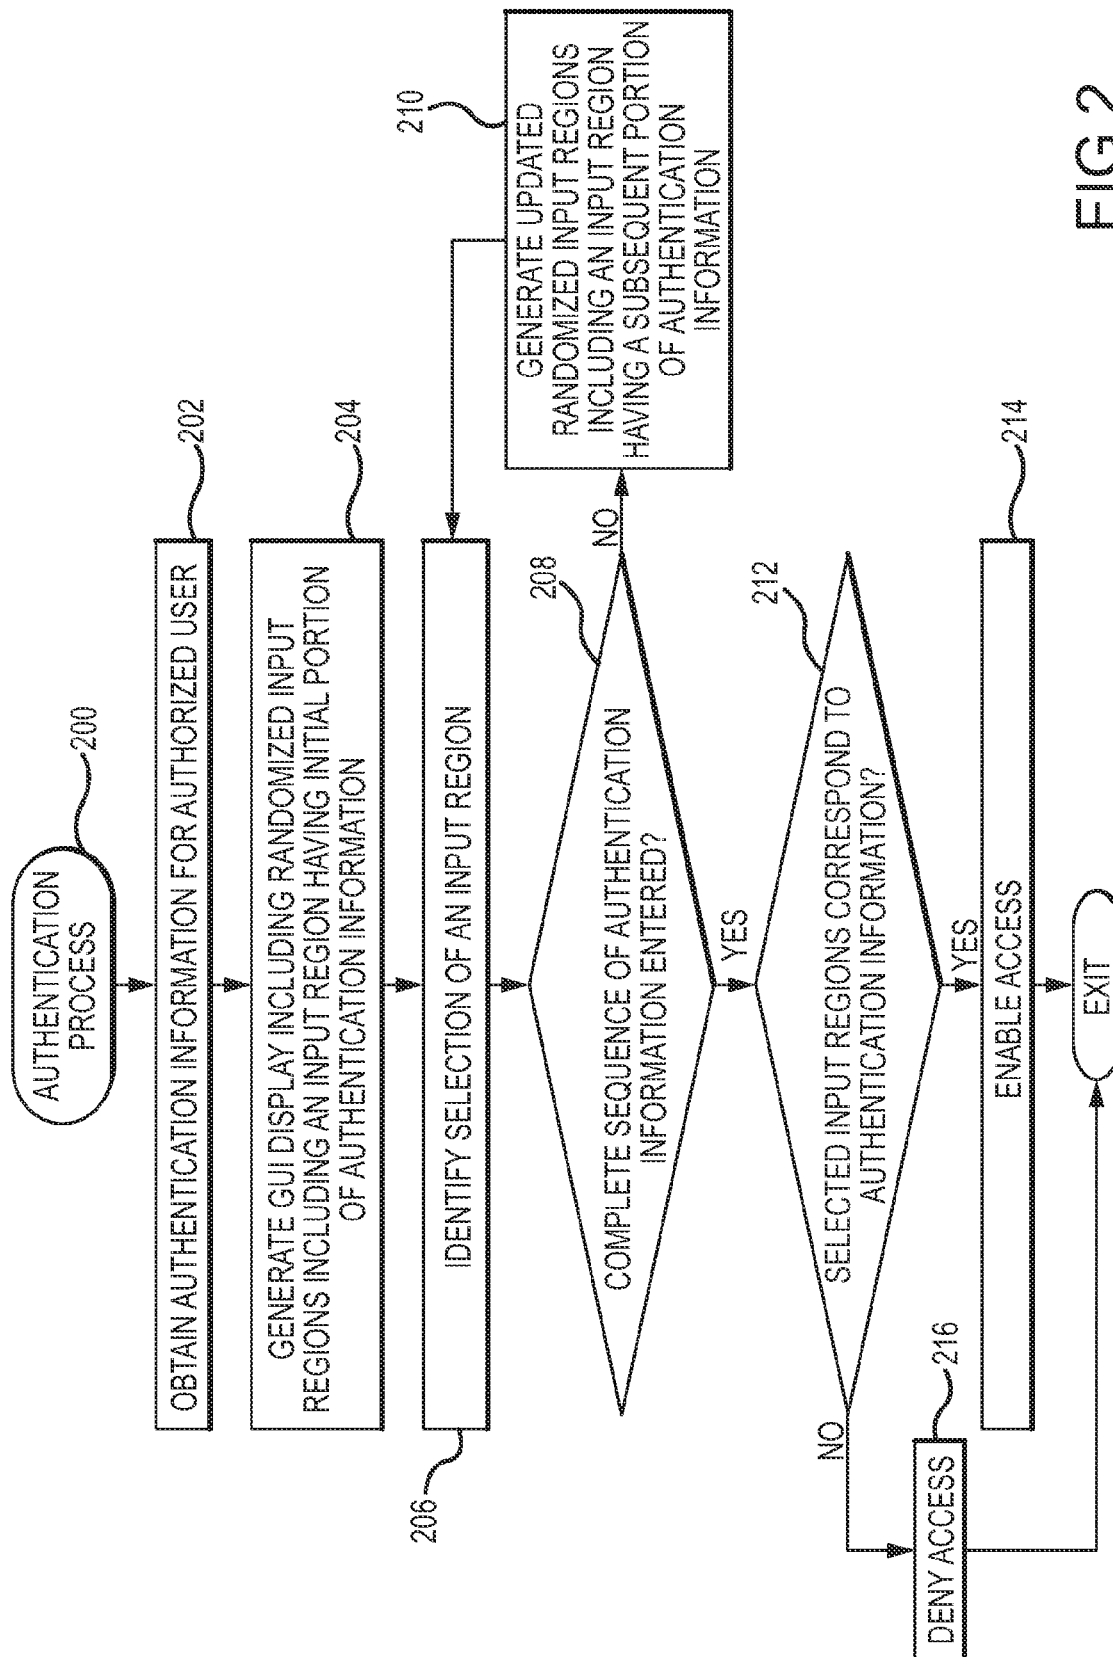 AUTHENTICATION
PROCESS
200
OBTAIN AUTHENTICATION INFORMATION FOR AUTHORIZED USER
202
GENERATE GUI DISPLAY INCLUDING RANDOMIZED INPUT
REGIONS INCLUDING AN INPUT REGION HAVING INITIAL PORTION
OF AUTHENTICATION INFORMATION
204
IDENTIFY SELECTION OF AN INPUT REGION
206
COMPLETE SEQUENCE OF AUTHENTICATION
INFORMATION ENTERED?
208
NO
GENERATE UPDATED
RANDOMIZED INPUT REGIONS
INCLUDING AN INPUT REGION
HAVING A SUBSEQUENT PORTION
OF AUTHENTICATION
INFORMATION
210
YES
SELECTED INPUT REGIONS CORRESPOND TO
AUTHENTICATION INFORMATION?
212
NO
DENY ACCESS
216
YES
ENABLE ACCESS
214
EXIT
FIG 2